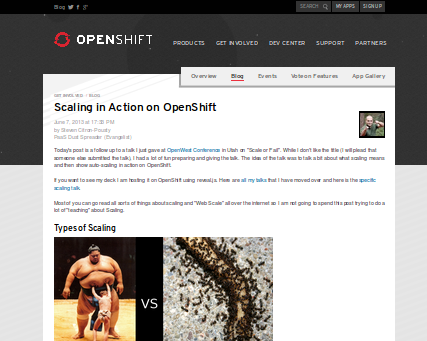 Blog
SEARCH MY APPS SIGN UP
OPENSHIFT
PRODUCTS GET INVOLVED DEV CENTER SUPPORT PARTNERS
Overview Blog Events Vote on Features App Gallery
GET INVOLVED BLOG
Scaling in Action on OpenShift
June 7, 2013 at 17:53 PM
by Steven Citron-Pousty
PaaS Dust Spreader (Evangelist)
Today's post is a follow up to a talk I just gave at OpenWest Conference in Utah on "Scale or Fail". While I don't like the title (I will plead that
someone else submitted the talk), I had a lot of fun preparing and giving the talk. The idea of the talk was to talk a bit about what scaling means
and then show auto-scaling in action on OpenShift.
If you want to see my deck I am hosting it on OpenShift using reveal.js. Here are all my talks that I have moved over and here is the specific
scaling talk.
Most of you can go read all sorts of things about scaling and "Web Scale" all over the internet so I am not going to spend this post trying to do a
lot of "teaching" about Scaling.
Types of Scaling
VS